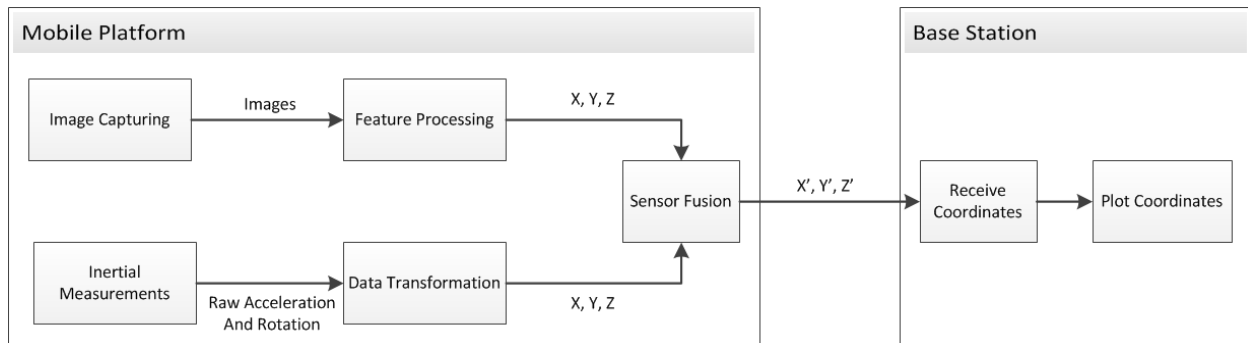 Mobile Platform
Base Station
Image Capturing
Images
Feature Processing
X, Y, Z
Sensor Fusion
X’, Y’, Z’
Receive
Coordinates
Plot Coordinates
Inertial
Measurements
Raw Acceleration
And Rotation
Data Transformation
X, Y, Z